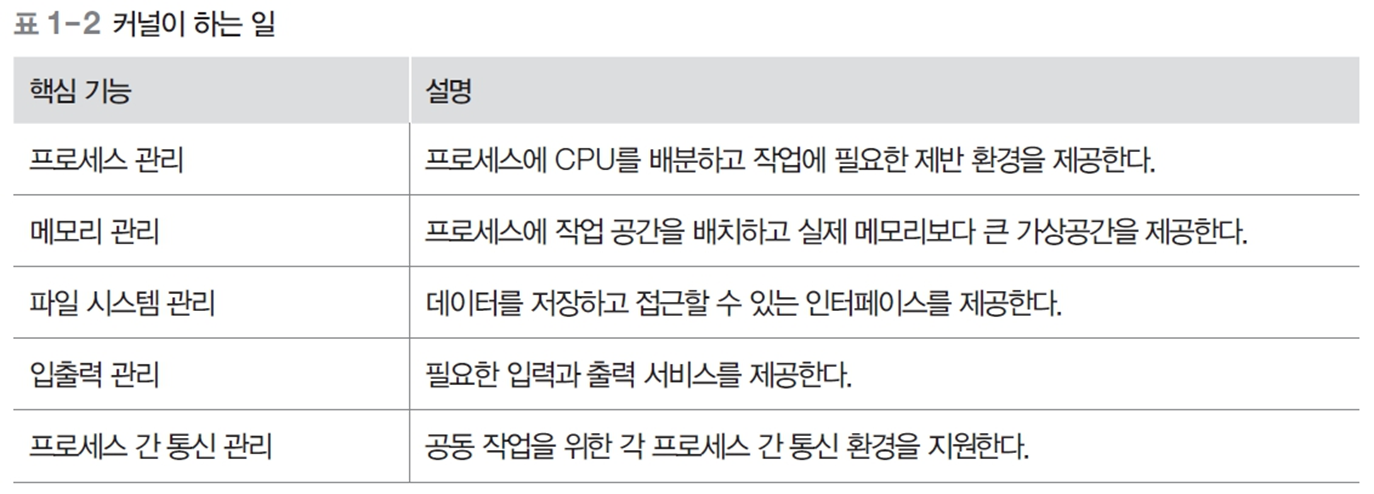 표 1-2 커널이 하는 일
핵심 기능 설명
프로세스 관리 프로세스에 CPU를 배분하고 작업에 필요한 제반 환경을 제공한다.
메모리 관리 프로세스에 작업 공간을 배치하고 실제 메모리보다 큰 가상공간을 제공한다.
파일 시스템 관리 데이터를 저장하고 접근할 수 있는 인터페이스를 제공한다.
입출력 관리 필요한 입력과 출력 서비스를 제공한다.
프로세스 간 통신 관리 공동 작업을 위한 각 프로세스 간 통신 환경을 지원한다.